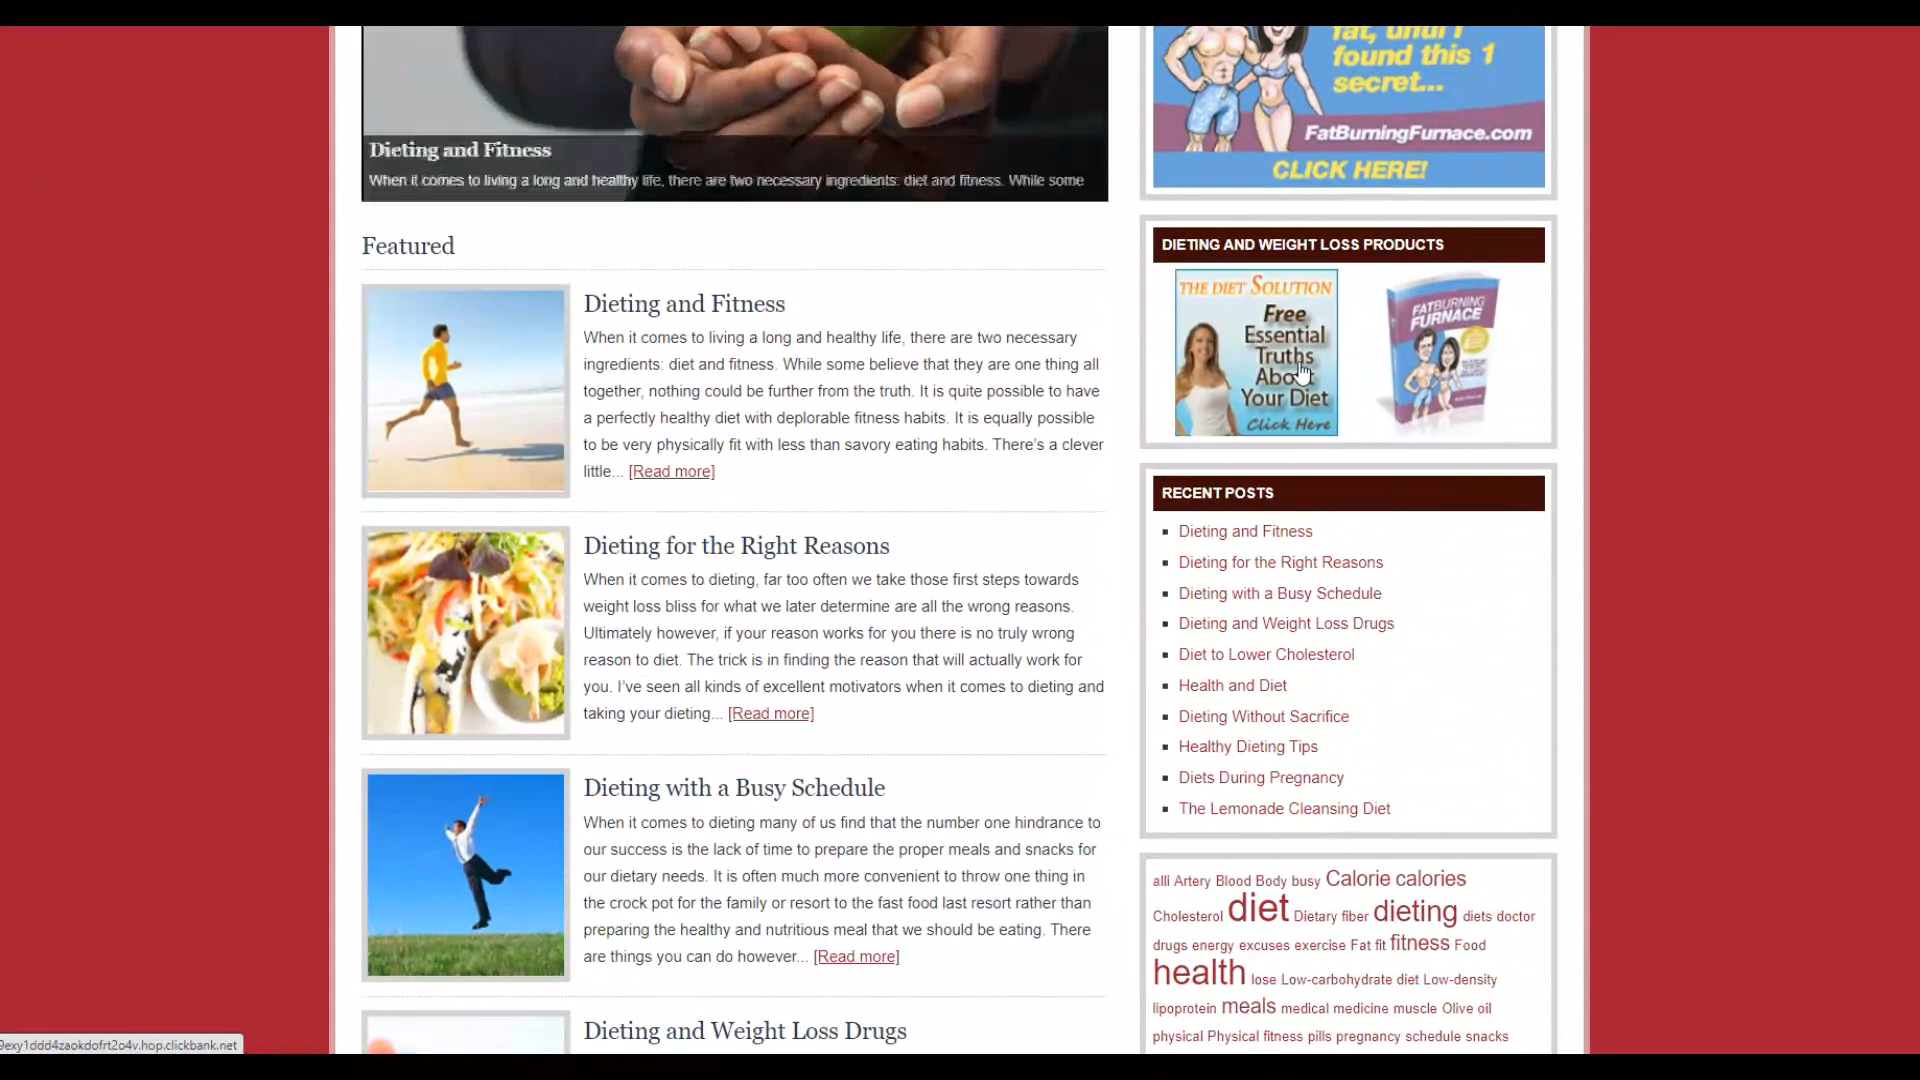 Dieting and Fitness
When it comes to living a long and healthy life, there are two necessary ingredients: diet and fitness. While some
Featured
Dieting and Fitness
When it comes to living a long and healthy life, there are two necessary
ingredients: diet and fitness. While some believe that they are one thing all
together, nothing could be further from the truth. It is quite possible to have
a perfectly healthy diet with deplorable fitness habits. It is equally possible
to be very physically fit with less than savory eating habits. There's a clever
little... [Read more]
Dieting for the Right Reasons
When it comes to dieting, far too often we take those first steps towards
weight loss bliss for what we later determine are all the wrong reasons.
Ultimately however, if your reason works for you there is no truly wrong
reason to diet. The trick is in finding the reason that will actually work for
you. I've seen all kinds of excellent motivators when it comes to dieting and
taking your dieting... [Read more]
Dieting with a Busy Schedule
When it comes to dieting many of us find that the number one hindrance to
our success is the lack of time to prepare the proper meals and snacks for
our dietary needs. It is often much more convenient to throw one thing in
the crock pot for the family or resort to the fast food last resort rather than
preparing the healthy and nutritious meal that we should be eating. There
are things you can do however... [Read more]
Dieting and Weight Loss Drugs
fat, until I
found this 1
secret...
FatBurningFurnace.com
CLICK HERE!
DIETING AND WEIGHT LOSS PRODUCTS
THE DIET SOLUTION
Free
Essential
Truths
About
Your Diet
Click Here
FATBURNING
FURNACE
RECENT POSTS
Dieting and Fitness
Dieting for the Right Reasons
Dieting with a Busy Schedule
Dieting and Weight Loss Drugs
Diet to Lower Cholesterol
Health and Diet
Dieting Without Sacrifice
Healthy Dieting Tips
Diets During Pregnancy
The Lemonade Cleansing Diet
alli Artery Blood Body busy Calorie calories
Cholesterol diet Dietary fiber dieting diets doctor
drugs energy excuses exercise Fat fit fitness Food
health lose Low-carbohydrate diet Low-density
lipoprotein meals medical medicine muscle Olive oil
physical Physical fitness pills pregnancy schedule snacks
9exy1ddd4zaokdofrt2o4v.hop.clickbank.net